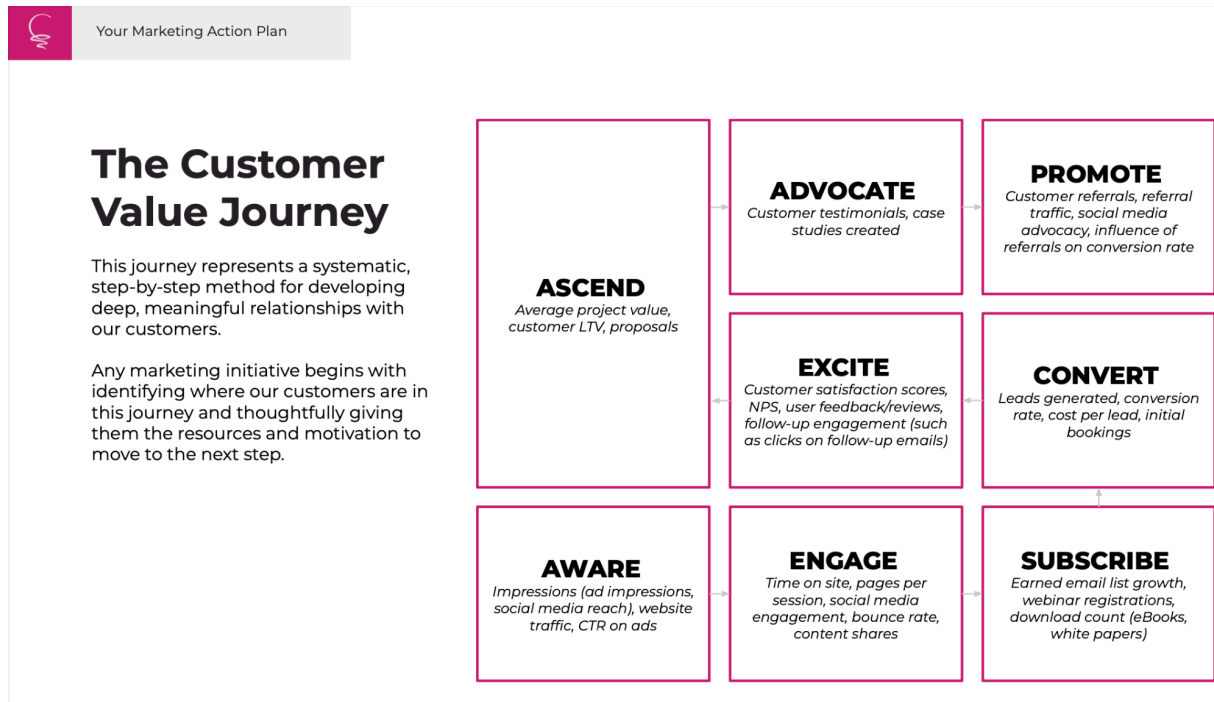 Your Marketing Action Plan
The Customer
Value Journey
This journey represents a systematic,
step-by-step method for developing
deep, meaningful relationships with
our customers.
Any marketing initiative begins with
identifying where our customers are in
this journey and thoughtfully giving
them the resources and motivation to
move to the next step.
ASCEND
Average project value,
customer LTV, proposals
ADVOCATE
Customer testimonials, case
studies created
PROMOTE
Customer referrals, referral
traffic, social media
advocacy, influence of
referrals on conversion rate
EXCITE
Customer satisfaction scores,
NPS, user feedback/reviews,
follow-up engagement (such
as clicks on follow-up emails)
CONVERT
Leads generated, conversion
rate, cost per lead, initial
bookings
AWARE
Impressions (ad impressions,
social media reach), website
traffic, CTR on ads
ENGAGE
Time on site, pages per
session, social media
engagement, bounce rate,
content shares
SUBSCRIBE
Earned email list growth,
webinar registrations,
download count (eBooks,
white papers)